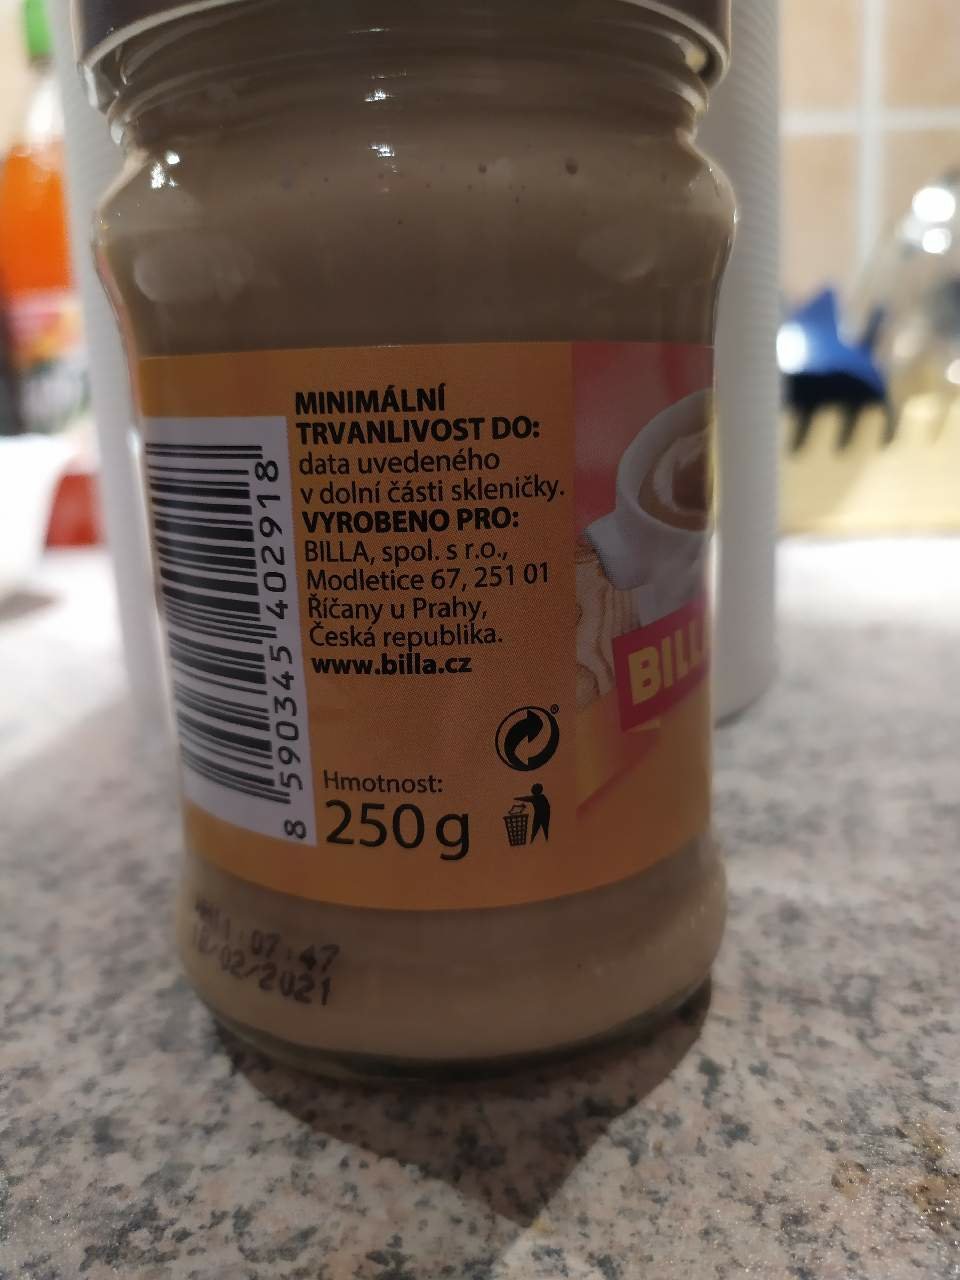 MINIMÁLNÍ
TRVANLIVOST DO:
data uvedeného
v dolní části skleničky.
VYROBENO PRO:
BILLA, spol. s r.o.,
Modletice 67, 251 01
Říčany u Prahy,
Česká republika.
www.billa.cz
Hmotnost:
250 g
8 590345 402918
BILLA
07:47
/02/2021